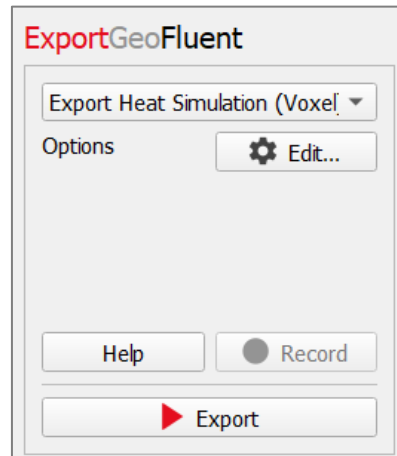 ExportGeoFluent
Export Heat Simulation (Voxel
Options
Edit...
Help
Record
Export